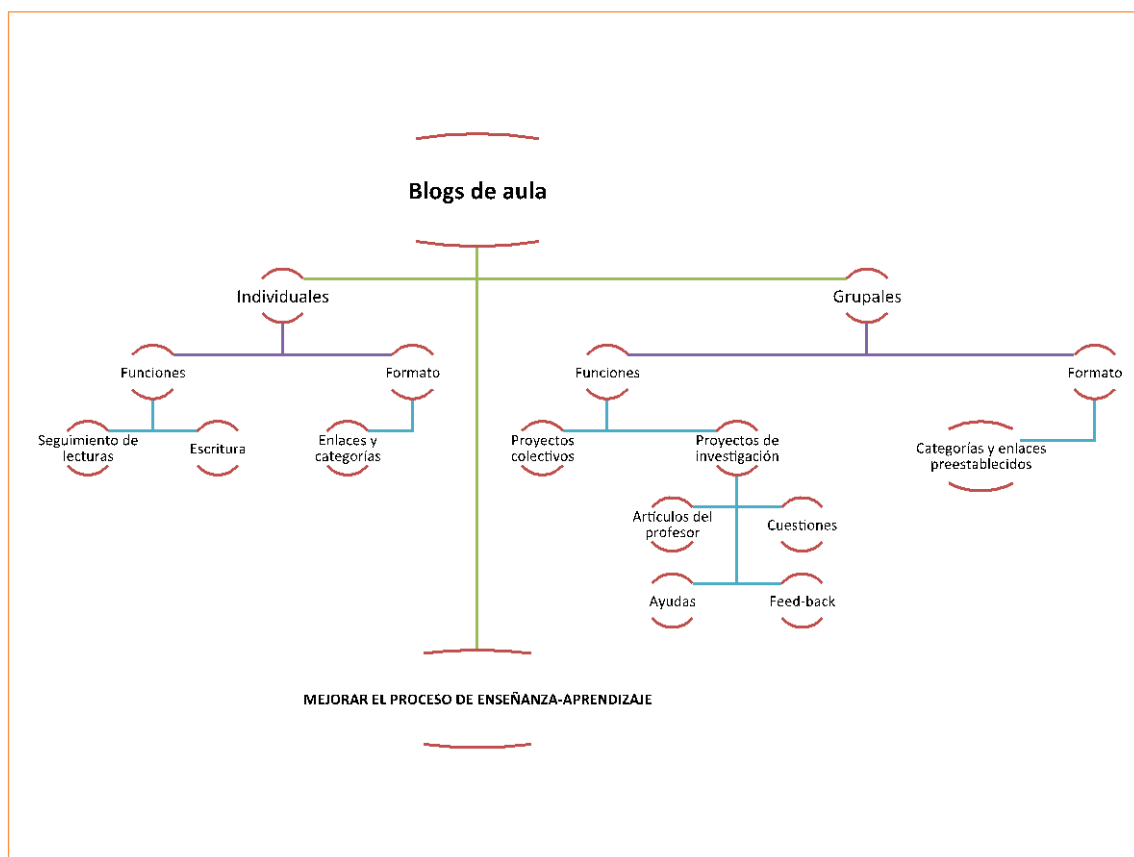 Blogs de aula
Individuales
Grupales
Funciones
Formato
Funciones
Formato
Seguimiento de
lecturas
Escritura
Enlaces y
categorías
Proyectos
colectivos
Proyectos de
investigación
Categorías y enlaces
preestablecidos
Artículos del
profesor
Cuestiones
Ayudas
Feed-back
MEJORAR EL PROCESO DE ENSEÑANZA-APRENDIZAJE